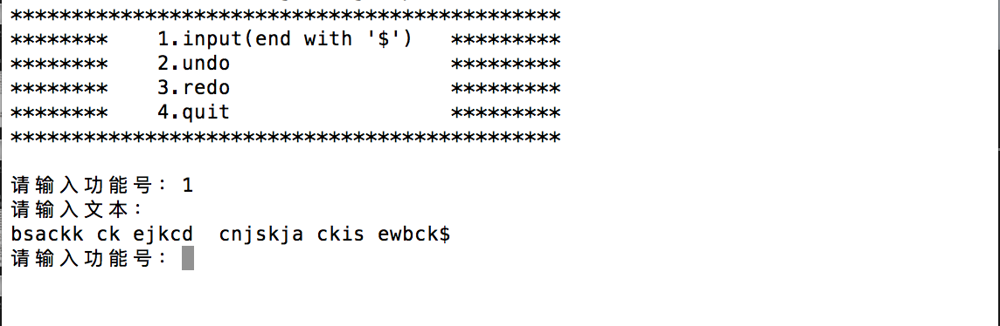 *********************************************
********    1.input(end with '$')   *********
********    2.undo                  *********
********    3.redo                  *********
********    4.quit                  *********
*********************************************
请输入功能号：1
请输入文本：
bsackk ck ejkcd  cnjskja ckis ewbck$
请输入功能号：